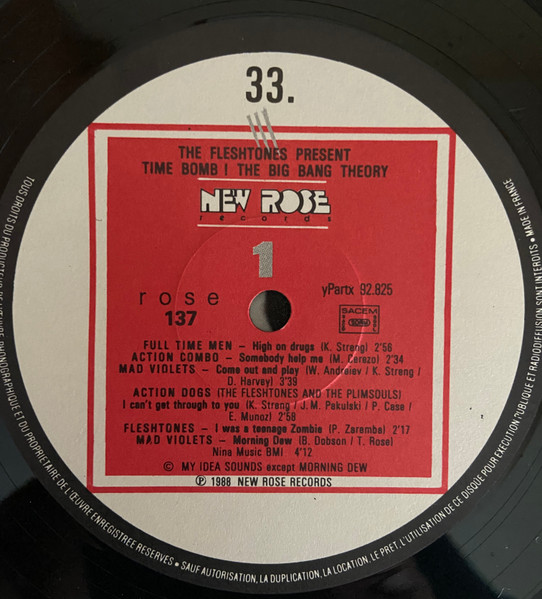 33.
THE FLESHTONES PRESENT
TIME BOMB ! THE BIG BANG THEORY
NEW ROSE
records
1
rose
137
yPartx 92.825
SACEM
FULL TIME MEN – High on drugs (K. Streng) 2'56
ACTION COMBO – Somebody help me (M. Cerezo) 2'34
MAD VIOLETS – Come out and play (W. Andreiev / K. Streng /
D. Harvey) 3'39
ACTION DOGS (THE FLESHTONES AND THE PLIMSOULS)
I can't get through to you (K. Streng / J.M. Pakulski / P. Case /
E. Munoz) 2'58
FLESHTONES – I was a teenage Zombie (P. Zaremba) 2'17
MAD VIOLETS – Morning Dew (B. Dobson / T. Rose)
Nina Music BMI 4'12
© MY IDEA SOUNDS except MORNING DEW
℗ 1988 NEW ROSE RECORDS
TOUS DROITS DU PRODUCTEUR DE L'ŒUVRE PHONOGRAPHIQUE ET DU PROPRIETAIRE DE L'ŒUVRE ENREGISTREE RESERVES • SAUF AUTORISATION, LA DUPLICATION, LA LOCATION, LE PRET, L'UTILISATION DE CE DISQUE POUR EXECUTION PUBLIQUE ET RADIODIFFUSION SONT INTERDITS • MADE IN FRANCE